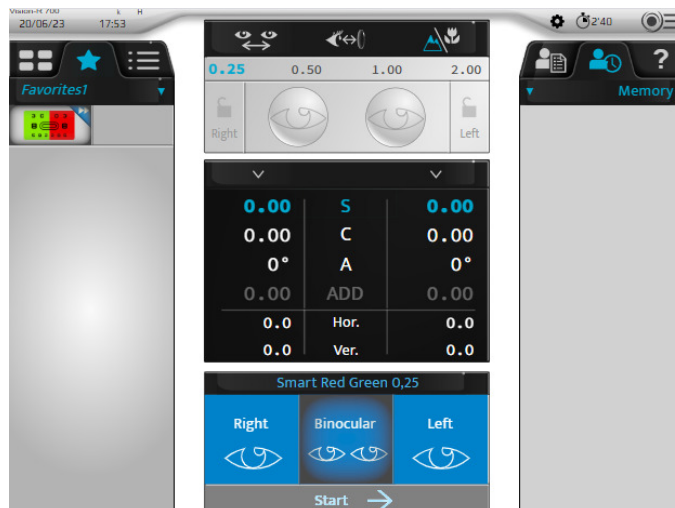 Vision-R 700 k H
20/06/23 17:53
2'40
Favorites1
0.25 0.50 1.00 2.00
Right Left
?
Memory
0.00 S 0.00
0.00 C 0.00
0° A 0°
0.00 ADD 0.00
0.0 Hor. 0.0
0.0 Ver. 0.0
Smart Red Green 0,25
Right Binocular Left
Start